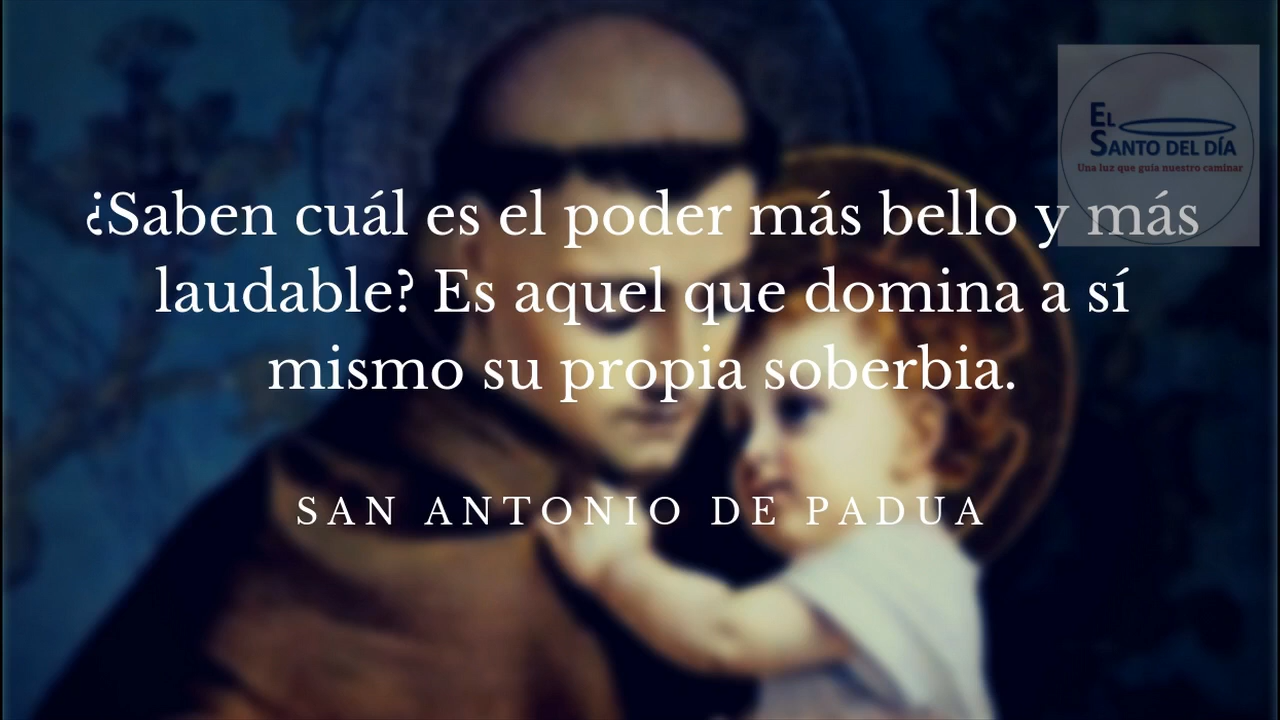 El
Santo del Día
Una luz que guía nuestro caminar
¿Saben cuál es el poder más bello y más
laudable? Es aquel que domina a sí
mismo su propia soberbia.
SAN ANTONIO DE PADUA